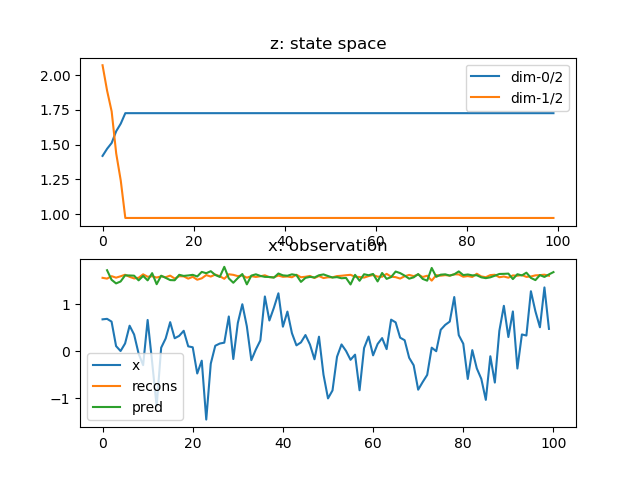 z: state space
2.00
1.75
1.50
1.25
1.00
dim-0/2
dim-1/2
0 20 40 60 80 100
x: observation
1
0
−1
x
recons
pred
0 20 40 60 80 100